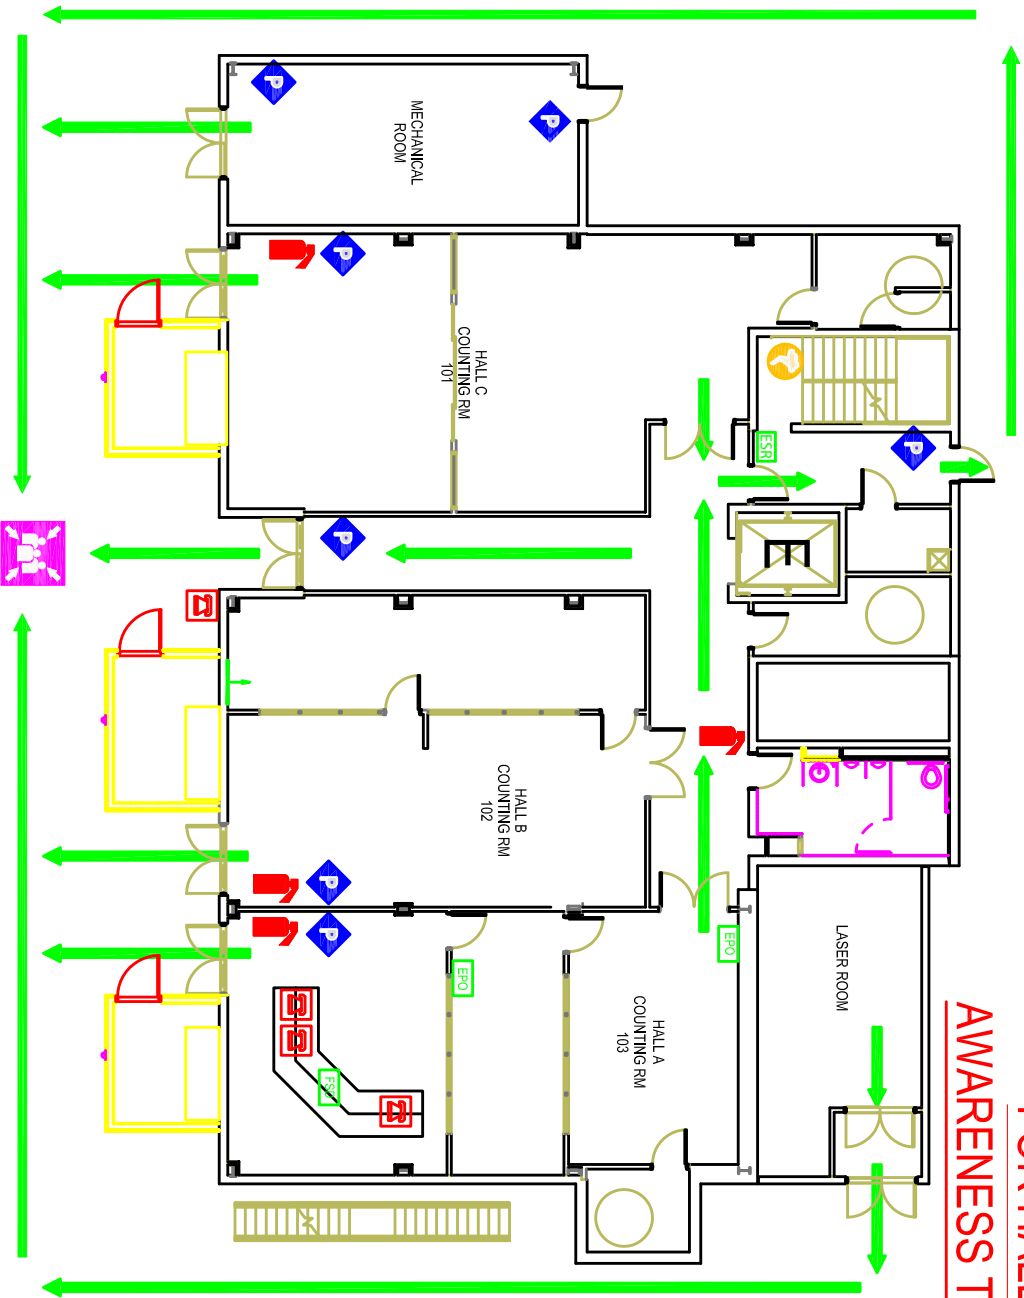 AWARENESS T
MECHANICAL
ROOM
HALL C
COUNTING RM
101
HALL B
COUNTING RM
102
HALL A
COUNTING RM
103
LASER ROOM
ESR
EPO
EPO
P
P
P
P
P
P
P
E